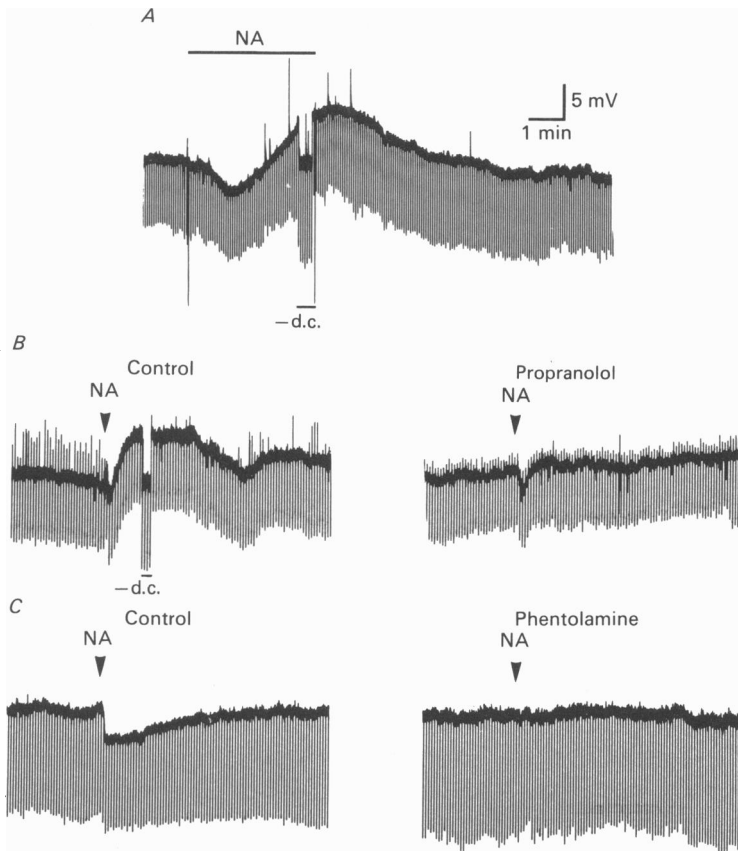 A
NA
5 mV
1 min
−d.c.
B
Control
NA
Propranolol
NA
−d.c.
C
Control
NA
Phentolamine
NA